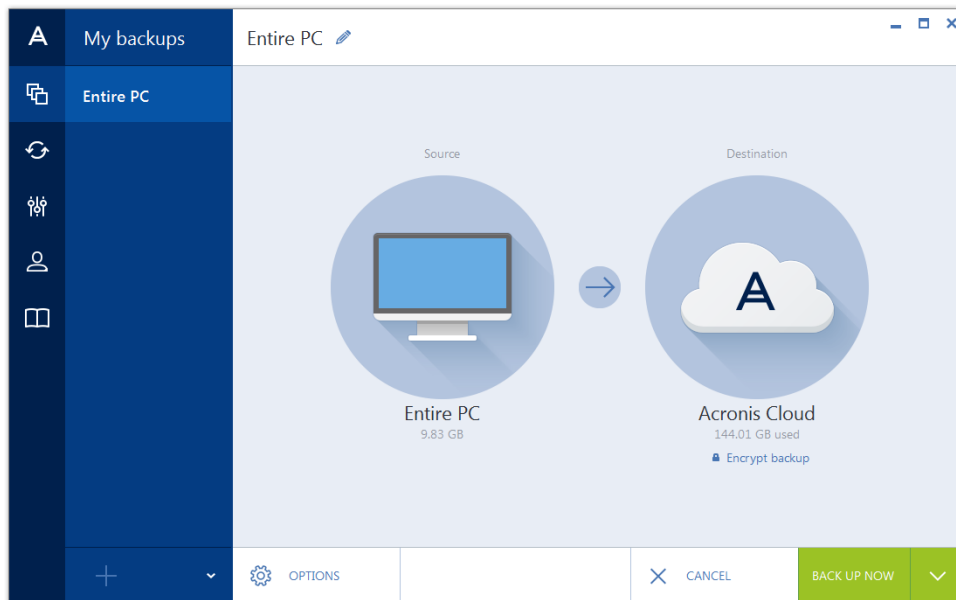 My backups
Entire PC
Entire PC
Source
Destination
Entire PC
9.83 GB
Acronis Cloud
144.01 GB used
Encrypt backup
OPTIONS
CANCEL
BACK UP NOW